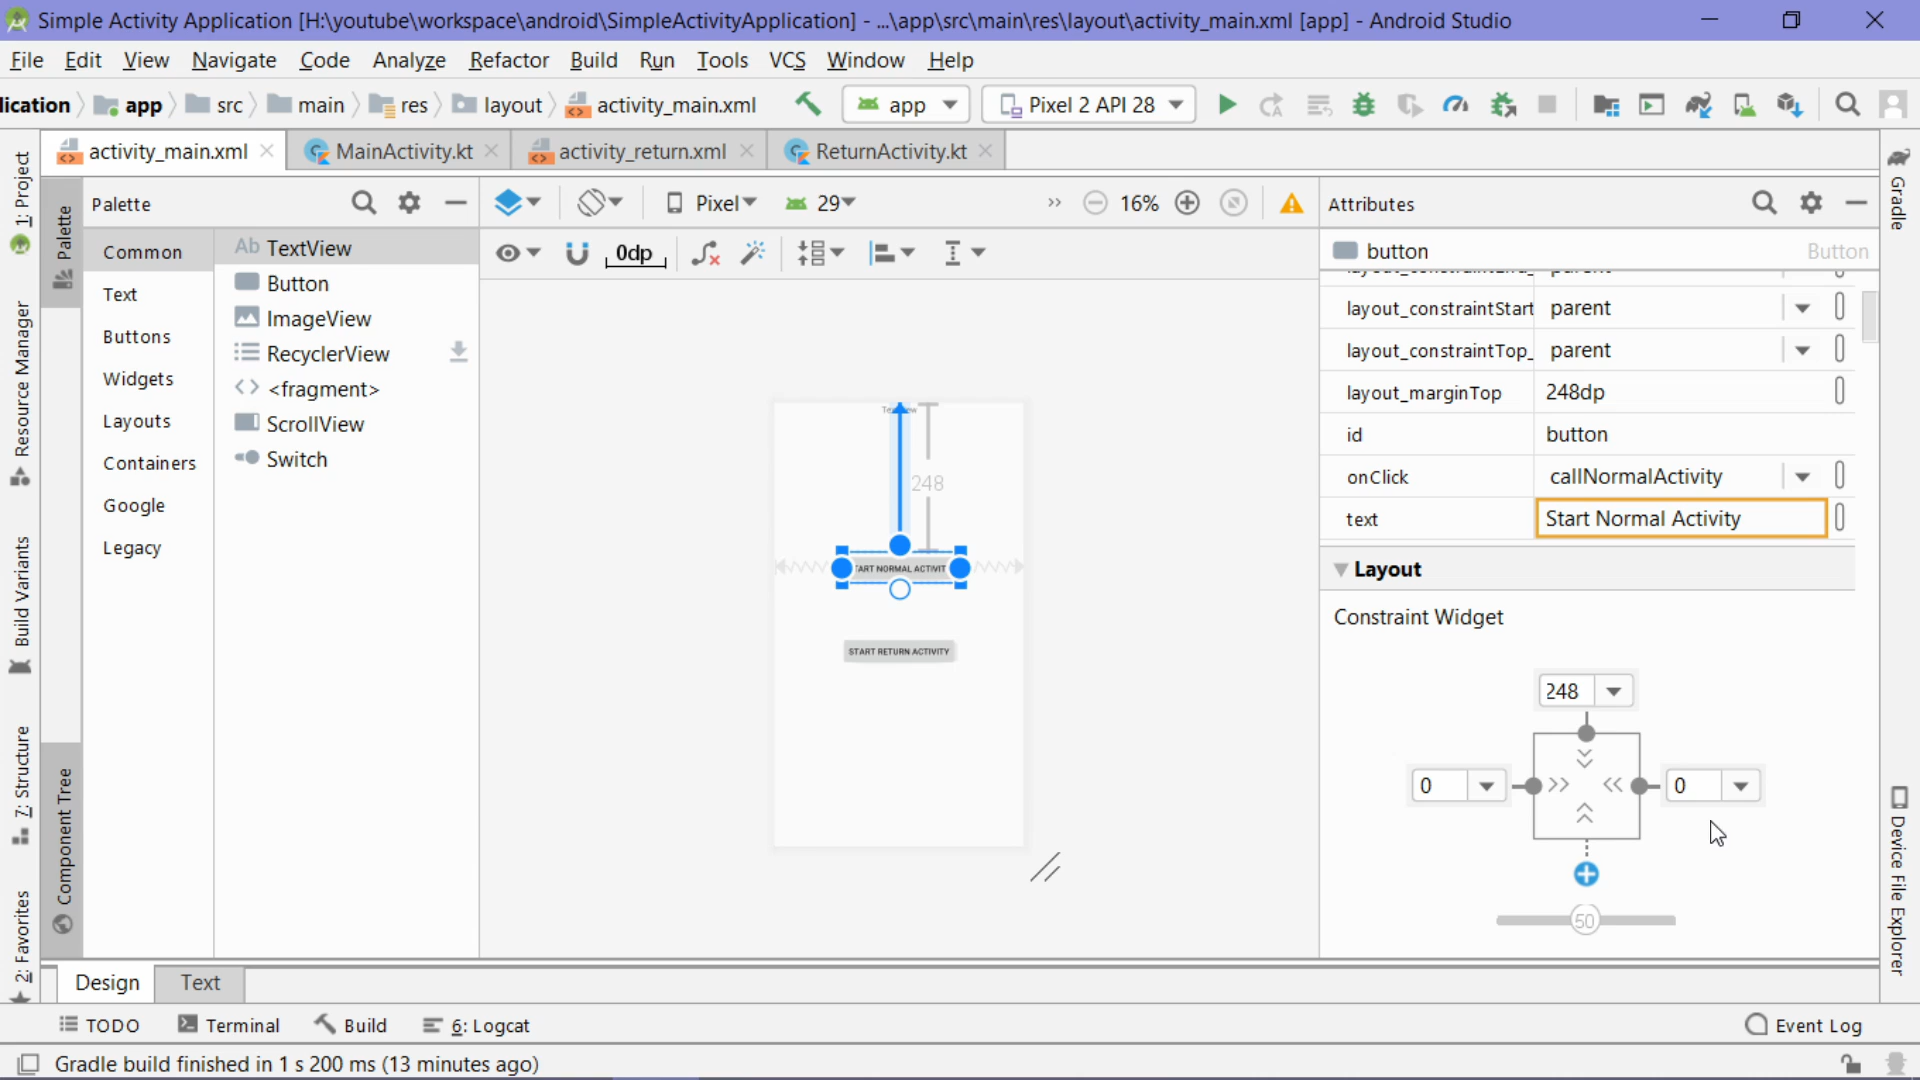 Simple Activity Application [H:\youtube\workspace\android\SimpleActivityApplication] - ...\app\src\main\res\layout\activity_main.xml [app] - Android Studio
File Edit View Navigate Code Analyze Refactor Build Run Tools VCS Window Help
lication app src main res layout activity_main.xml app Pixel 2 API 28
activity_main.xml MainActivity.kt activity_return.xml ReturnActivity.kt
1: Project
Resource Manager
Build Variants
7: Structure
2: Favorites
Palette
Component Tree
Palette
Common
Text
Buttons
Widgets
Layouts
Containers
Google
Legacy
Ab TextView
Button
ImageView
RecyclerView
<fragment>
ScrollView
Switch
Pixel 29 16%
0dp
248
START RETURN ACTIVITY
Attributes
button Button
layout_constraintStart parent
layout_constraintTop_ parent
layout_marginTop 248dp
id button
onClick callNormalActivity
text Start Normal Activity
Layout
Constraint Widget
248
0 0
50
Gradle
Device File Explorer
Design Text
TODO Terminal Build 6: Logcat Event Log
Gradle build finished in 1 s 200 ms (13 minutes ago)